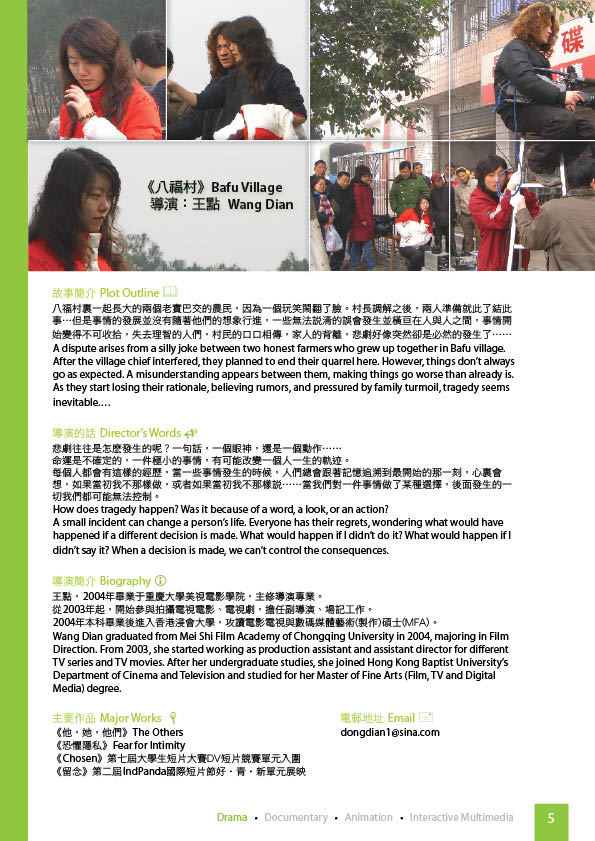 碟
《八福村》Bafu Village
導演：王點 Wang Dian
故事簡介 Plot Outline
八福村裏一起長大的兩個老實巴交的農民，因為一個玩笑鬧翻了臉。村長調解之後，兩人準備就此了結此
事…但是事情的發展並沒有隨著他們的想象行進，一些無法説清的誤會發生並橫亘在人與人之間，事情開
始變得不可收拾，失去理智的人們，村民的口口相傳，家人的背離，悲劇好像突然卻是必然的發生了……
A dispute arises from a silly joke between two honest farmers who grow up together in Bafu village.
After the village chief interfered, they planned to end their quarrel here. However, things don't always
go as expected. A misunderstanding appears between them, making things go worse than already is.
As they start losing their rationale, believing rumors, and pressured by family turmoil, tragedy seems
inevitable.…
導演的話 Director's Words
悲劇往往是怎麼發生的呢？一句話，一個眼神，還是一個動作……
命運是不確定的，一件極小的事情，有可能改變一個人一生的軌迹。
每個人都會有這樣的經歷，當一些事情發生的時候，人們總會跟著記憶追溯到最開始的那一刻，心裏會
想，如果當初我不那樣做，或者如果當初我不那樣説……當我們對一件事情做了某種選擇，後面發生的一
切我們都可能無法控制。
How does tragedy happen? Was it because of a word, a look, or an action?
A small incident can change a person's life. Everyone has their regrets, wondering what would have
happened if a different decision is made. What would happen if I didn't do it? What would happen if I
didn't say it? When a decision is made, we can't control the consequences.
導演簡介 Biography
王點，2004年畢業于重慶大學美視電影學院，主修導演專業。
從2003年起，開始參與拍攝電視電影、電視劇，擔任副導演、場記工作。
2004年本科畢業後進入香港浸會大學，攻讀電影電視與數碼媒體藝術(製作)碩士(MFA)。
Wang Dian graduated from Mei Shi Film Academy of Chongqing University in 2004, majoring in Film
Direction. From 2003, she started working as production assistant and assistant director for different
TV series and TV movies. After her undergraduate studies, she joined Hong Kong Baptist University's
Department of Cinema and Television and studied for her Master of Fine Arts (Film, TV and Digital
Media) degree.
主要作品 Major Works
《他，她，他們》The Others
《恐懼隱私》Fear for Intimity
《Chosen》第七屆大學生短片大賽DV短片競賽單元入圍
《留念》第二屆IndPanda國際短片節好．青．新單元展映
電郵地址 Email
dongdian1@sina.com
Drama • Documentary • Animation • Interactive Multimedia
5